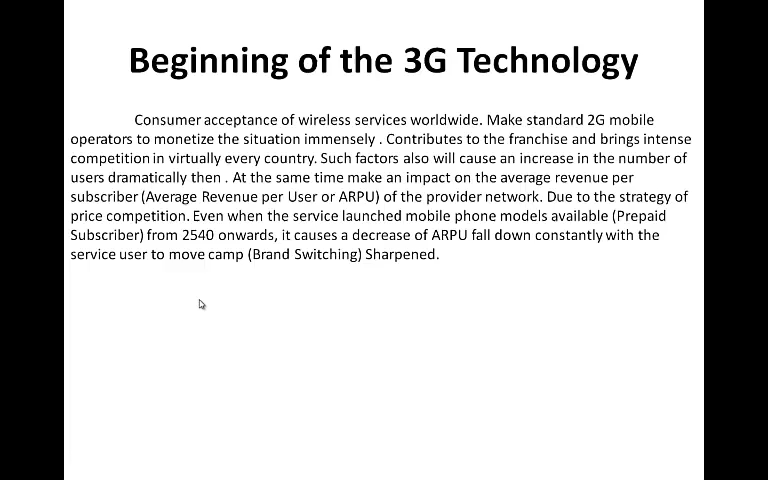 Beginning of the 3G Technology
Consumer acceptance of wireless services worldwide. Make standard 2G mobile
operators to monetize the situation immensely . Contributes to the franchise and brings intense
competition in virtually every country. Such factors also will cause an increase in the number of
users dramatically then . At the same time make an impact on the average revenue per
subscriber (Average Revenue per User or ARPU) of the provider network. Due to the strategy of
price competition. Even when the service launched mobile phone models available (Prepaid
Subscriber) from 2540 onwards, it causes a decrease of ARPU fall down constantly with the
service user to move camp (Brand Switching) Sharpened.